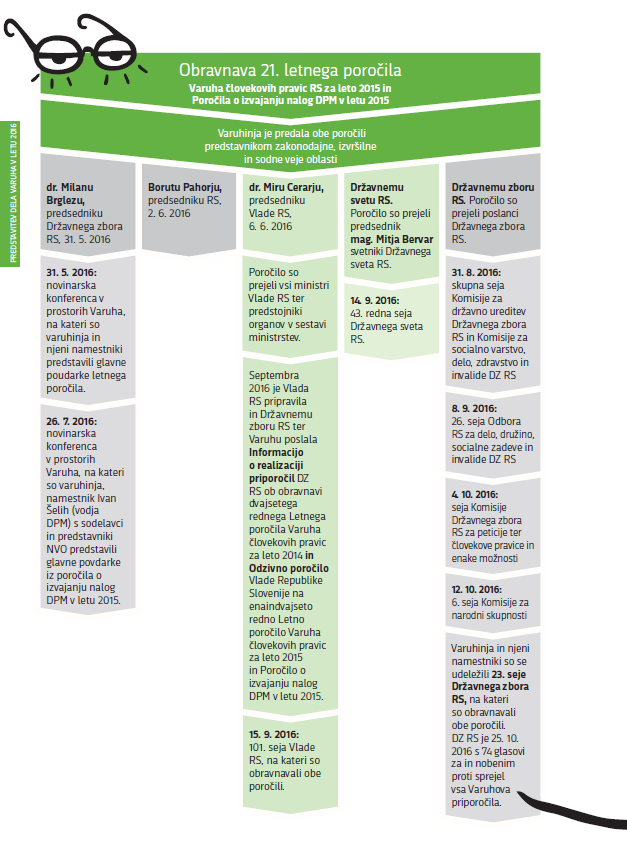 Obravnava 21. letnega poročila
Varuha človekovih pravic RS za leto 2015 in
Poročila o izvajanju nalog DPM v letu 2015
Varuhinja je predala obe poročili
predstavnikom zakonodajne, izvršilne
in sodne veje oblasti
PREDSTAVITEV DELA VARUHA V LETU 2016
dr. Milanu
Brglezu,
predsedniku
Državnega zbora
RS, 31. 5. 2016
31. 5. 2016:
novinarska
konferenca v
prostorih Varuha,
na kateri so
varuhinja in
njeni namestniki
predstavili glavne
poudarke letnega
poročila.
26. 7. 2016:
novinarska
konferenca
v prostorih
Varuha, na kateri
so varuhinja,
namestnik Ivan
Šelih (vodja
DPM) s sodelavci
in predstavniki
NVO predstavili
glavne povdarke
iz poročila o
izvajanju nalog
DPM v letu 2015.
Borutu Pahorju,
predsedniku RS,
2. 6. 2016
dr. Miru Cerarju,
predsedniku
Vlade RS,
6. 6. 2016
Poročilo so
prejeli vsi ministri
Vlade RS ter
predstojniki
organov v sestavi
ministrstev.
Septembra
2016 je Vlada
RS pripravila
in Državnemu
zboru RS ter
Varuhu poslala
Informacijo
o realizaciji
priporočil DZ
RS ob obravnavi
dvajsetega
rednega Letnega
poročila Varuha
človekovih pravic
za leto 2014 in
Odzivno poročilo
Vlade Republike
Slovenije na
enaindvajseto
redno Letno
poročilo Varuha
človekovih pravic
za leto 2015
in Poročilo o
izvajanju nalog
DPM v letu 2015.
15. 9. 2016:
101. seja Vlade
RS, na kateri so
obravnavali obe
poročili.
Državnemu
svetu RS.
Poročilo so prejeli
predsednik
mag. Mitja Bervar
svetniki Državnega
sveta RS.
14. 9. 2016:
43. redna seja
Državnega sveta
RS.
Državnemu zboru
RS. Poročilo so
prejeli poslanci
Državnega zbora
RS.
31. 8. 2016:
skupna seja
Komisije za
državno ureditev
Državnega zbora
RS in Komisije za
socialno varstvo,
delo, zdravstvo in
invalide DZ RS
8. 9. 2016:
26. seja Odbora
RS za delo, družino,
socialne zadeve in
invalide DZ RS
4. 10. 2016:
seja Komisije
Državnega zbora
RS za peticije ter
človekove pravice in
enake možnosti
12. 10. 2016:
6. seja Komisije za
narodni skupnosti
Varuhinja in njeni
namestniki so se
udeležili 23. seje
Državnega zbora
RS, na kateri
so obravnavali
obe poročili.
DZ RS je 25. 10.
2016 s 74 glasovi
za in nobenim
proti sprejel
vsa Varuhova
priporočila.